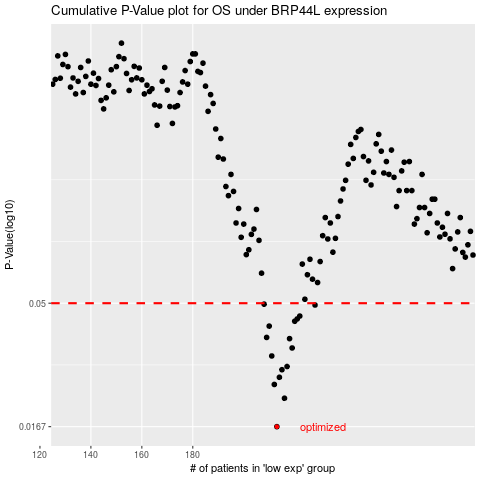 Cumulative P-Value plot for OS under BRP44L expression
P-Value(log10)
0.05
0.0167
optimized
120 140 160 180
# of patients in 'low exp' group